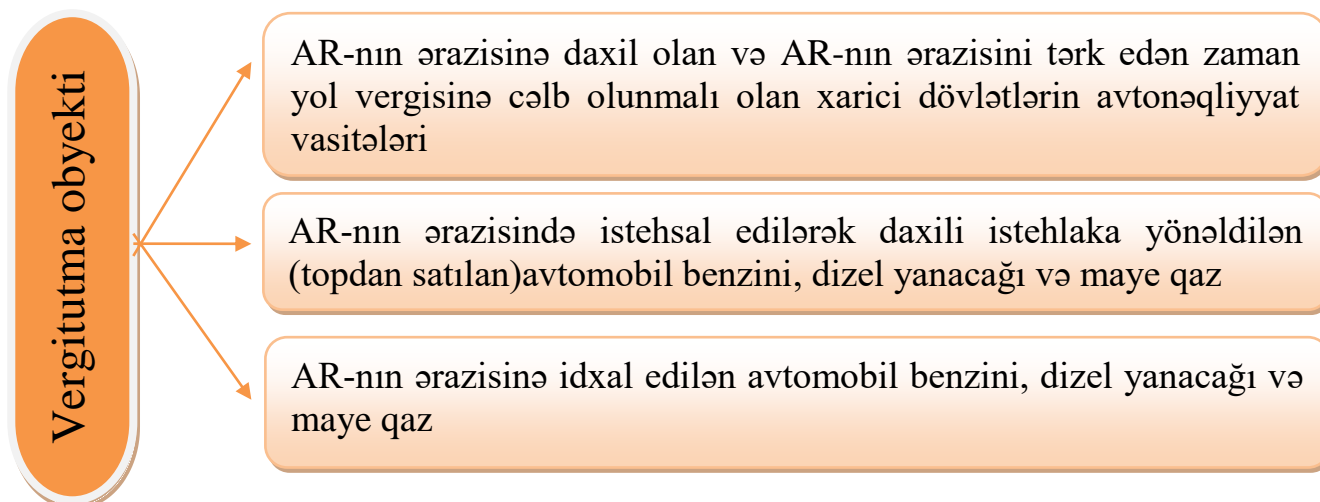 Vergitutma obyekti
AR-nın ərazisinə daxil olan və AR-nın ərazisini tərk edən zaman
yol vergisinə cəlb olunmalı olan xarici dövlətlərin avtonəqliyyat
vasitələri
AR-nın ərazisində istehsal edilərək daxili istehlaka yönəldilən
(topdan satılan)avtomobil benzini, dizel yanacağı və maye qaz
AR-nın ərazisinə idxal edilən avtomobil benzini, dizel yanacağı və
maye qaz